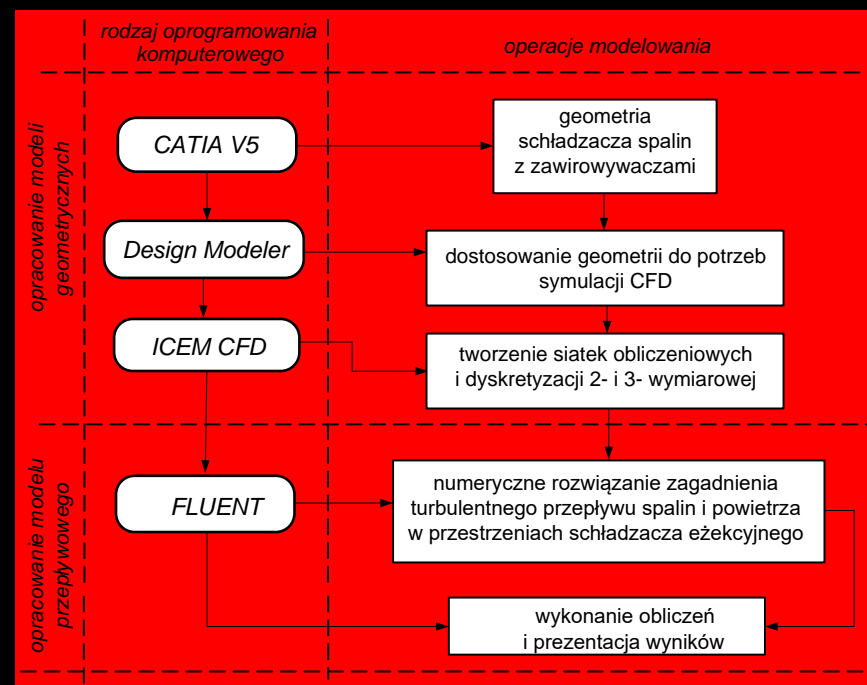 rodzaj oprogramowania
komputerowego
operacje modelowania
opracowanie modeli
geometrycznych
CATIA V5
geometria
schładzacza spalin
z zawirowywaczami
Design Modeler
dostosowanie geometrii do potrzeb
symulacji CFD
ICEM CFD
tworzenie siatek obliczeniowych
i dyskretyzacji 2- i 3- wymiarowej
opracowanie modelu
przepływowego
FLUENT
numeryczne rozwiązanie zagadnienia
turbulentnego przepływu spalin i powietrza
w przestrzeniach schładzacza eżekcyjnego
wykonanie obliczeń
i prezentacja wyników